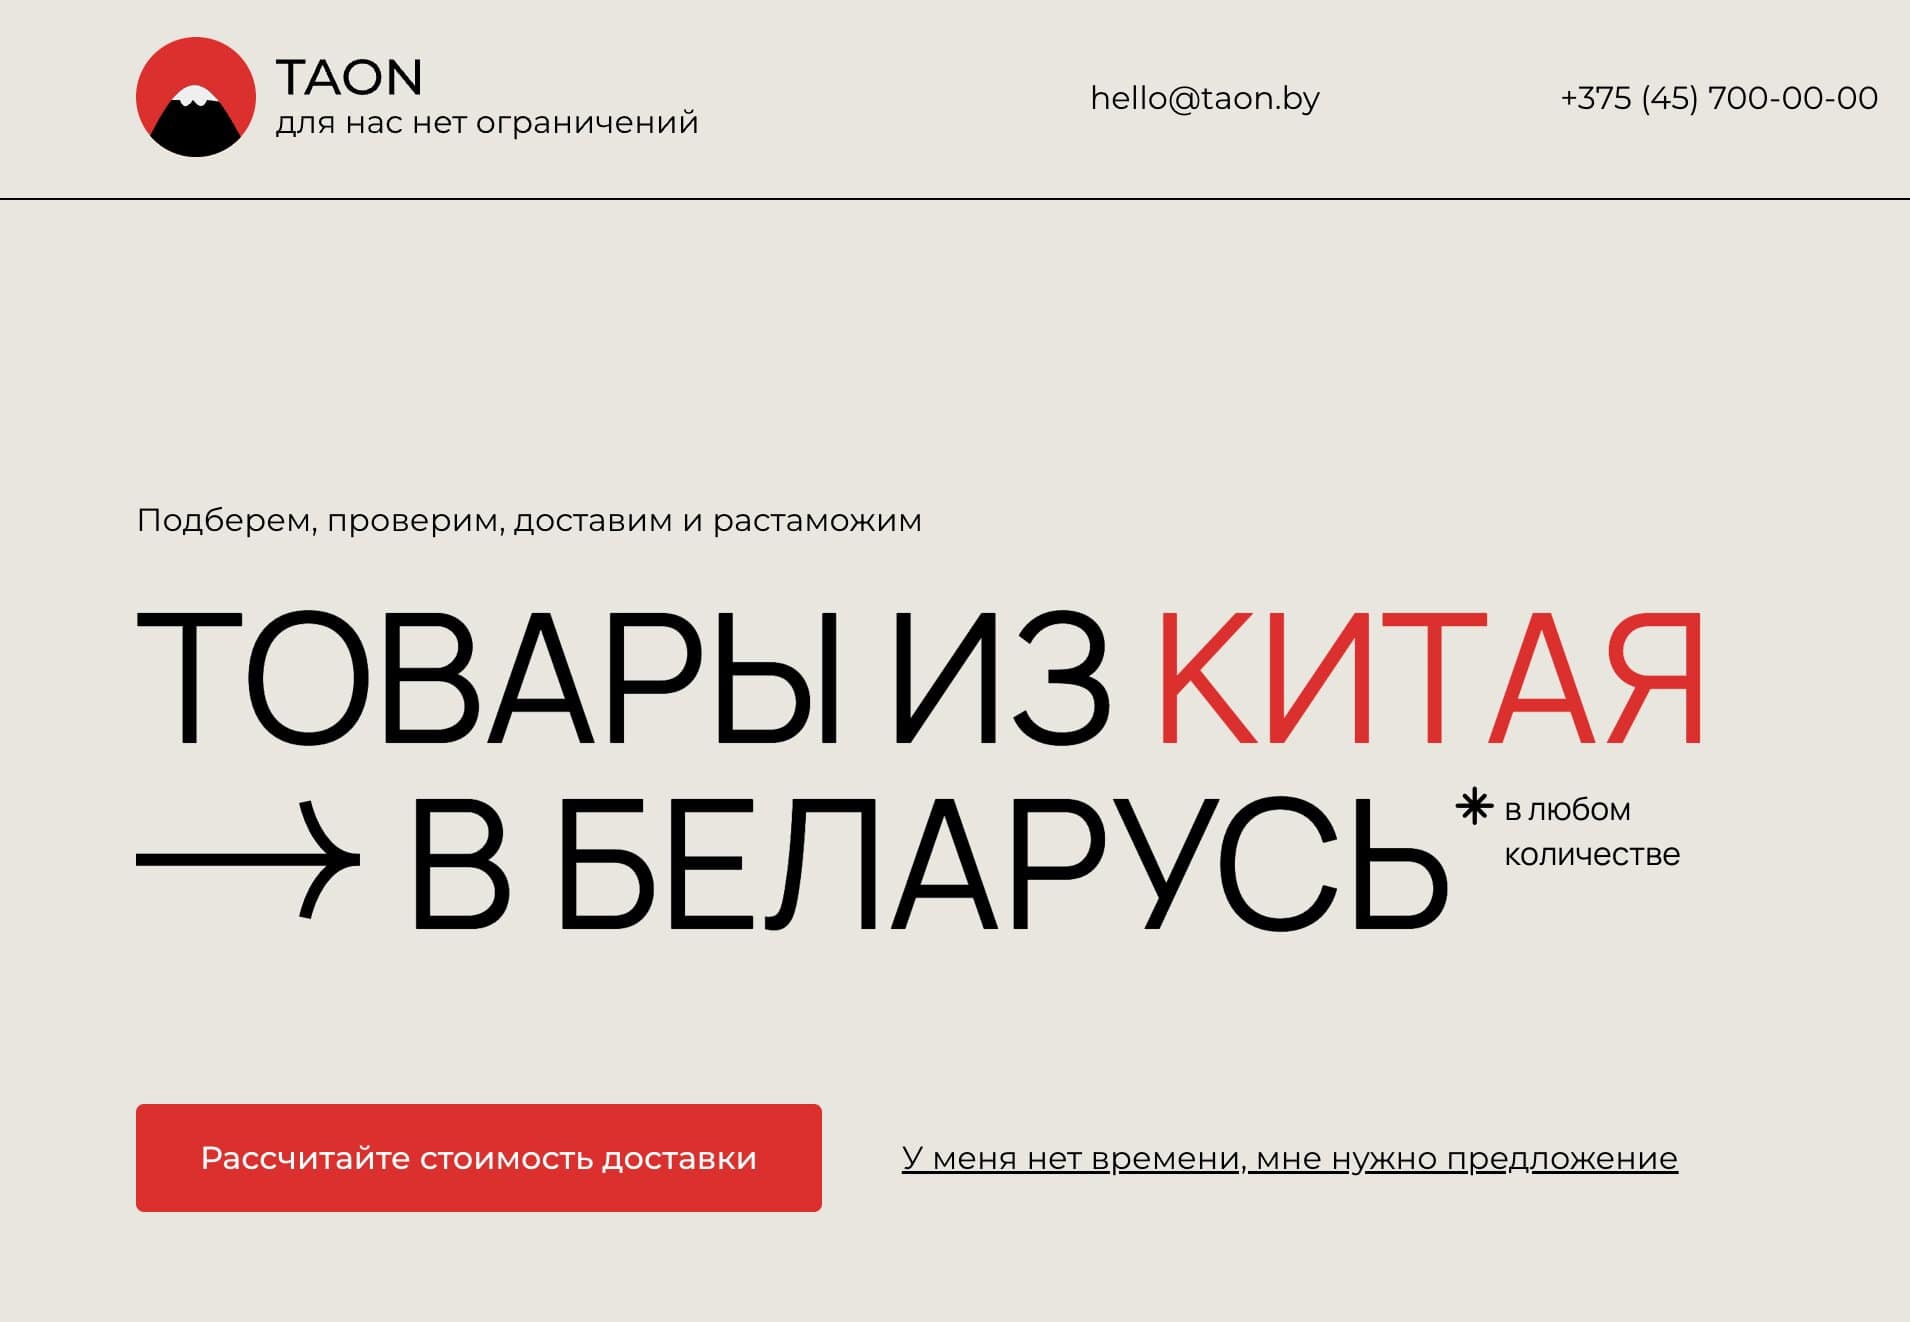 TAON
для нас нет ограничений
hello@taon.by
+375 (45) 700-00-00
Подберем, проверим, доставим и растаможим
ТОВАРЫ ИЗ КИТАЯ
→ В БЕЛАРУСЬ*
в любом
количестве
Рассчитайте стоимость доставки
У меня нет времени, мне нужно предложение